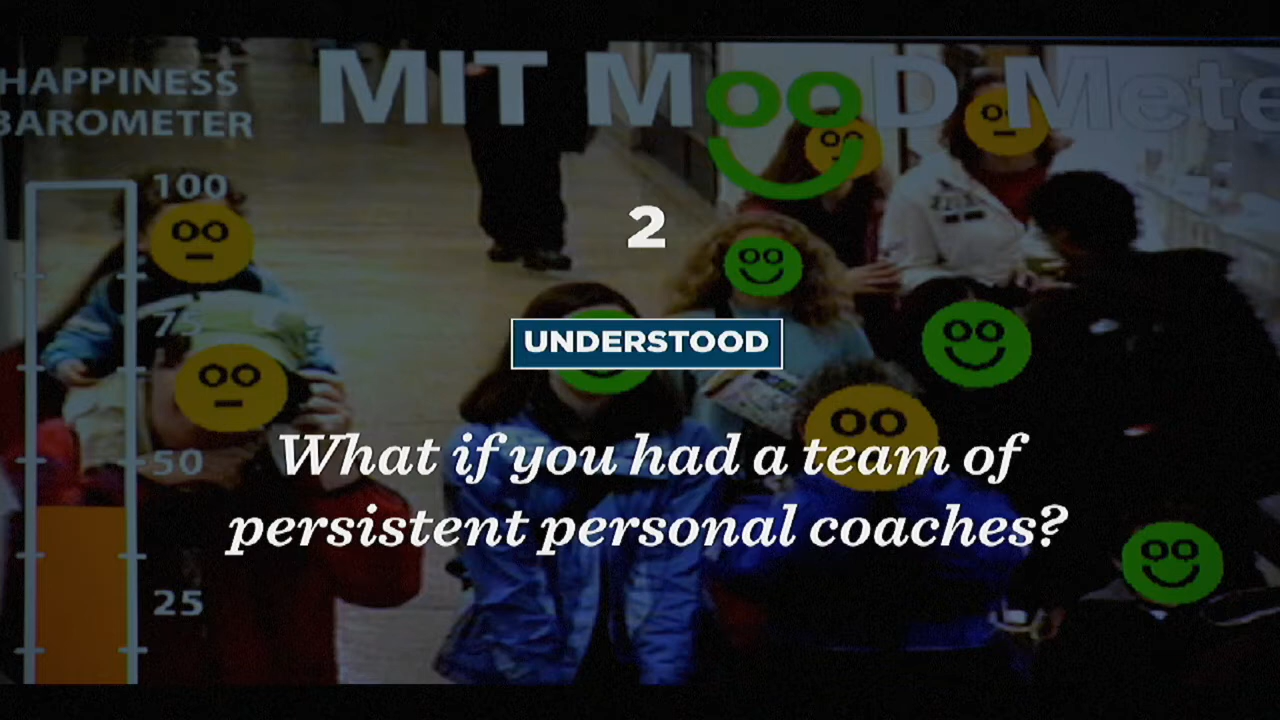 HAPPINESS
BAROMETER
MIT MOOD Mete
100
75
50
25
2
UNDERSTOOD
What if you had a team of
persistent personal coaches?